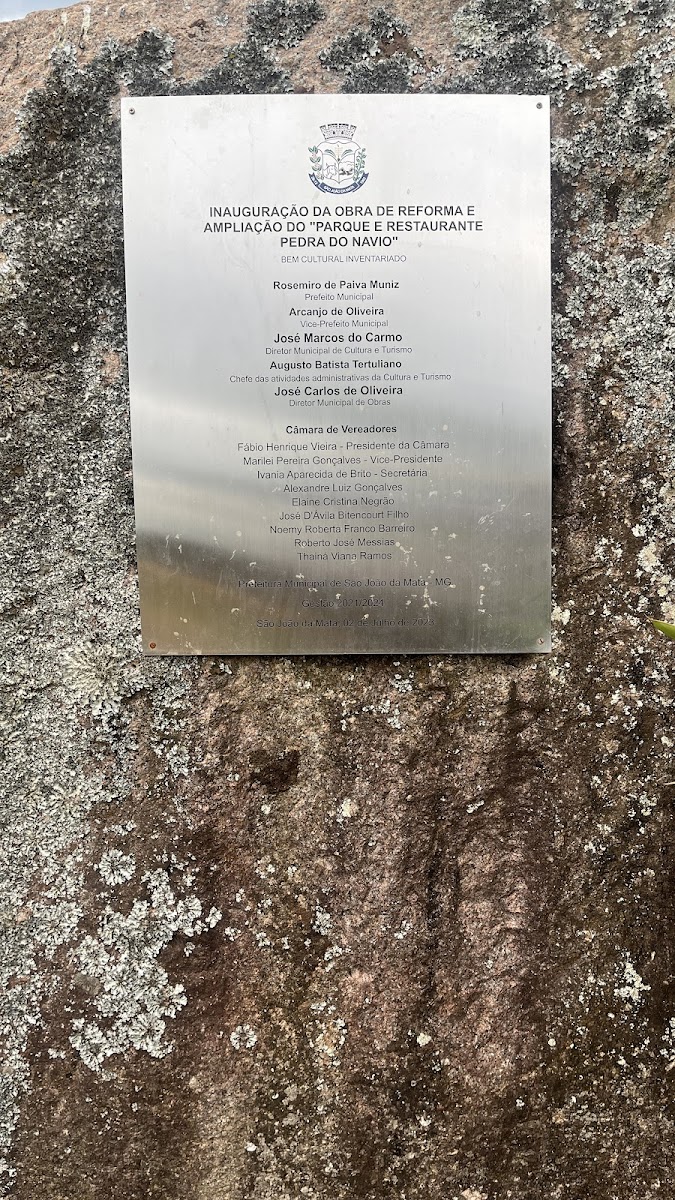 INAUGURAÇÃO DA OBRA DE REFORMA E
AMPLIAÇÃO DO "PARQUE E RESTAURANTE
PEDRA DO NAVIO"
BEM CULTURAL INVENTARIADO
Rosemiro de Paiva Muniz
Prefeito Municipal
Arcanjo de Oliveira
Vice-Prefeito Municipal
José Marcos do Carmo
Diretor Municipal de Cultura e Turismo
Augusto Batista Tertuliano
Chefe das atividades administrativas da Cultura e Turismo
José Carlos de Oliveira
Diretor Municipal de Obras
Câmara de Vereadores
Fábio Henrique Vieira - Presidente da Câmara
Marilei Pereira Gonçalves - Vice-Presidente
Ivania Aparecida de Brito - Secretária
Alexandre Luiz Gonçalves
Elaine Cristina Negrão
José D'Ávila Bitencourt Filho
Noemy Roberta Franco Barreiro
Roberto José Messias
Thainá Viana Ramos
Prefeitura Municipal de São João da Mata - MG
Gestão 2021/2024
São João da Mata, 02 de Julho de 2023